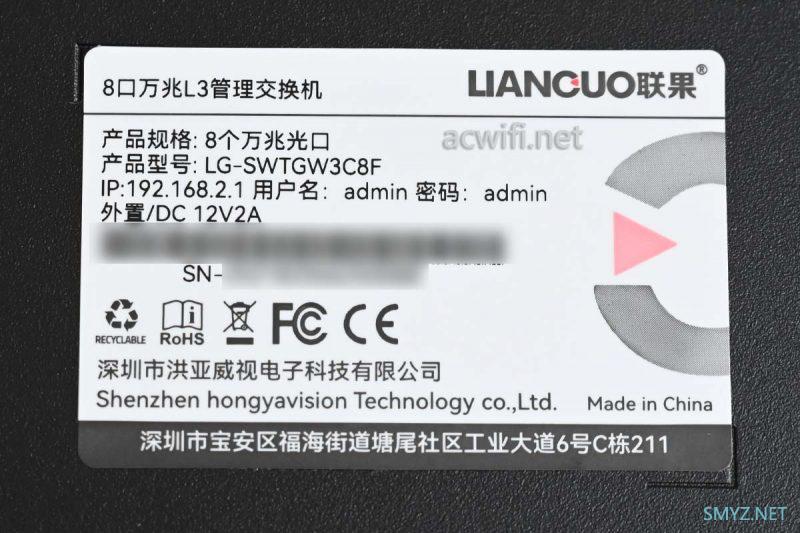 8口万兆L3管理交换机
LIANGUO联果®
acwifi.net
产品规格: 8个万兆光口
产品型号: LG-SWTGW3C8F
IP:192.168.2.1 用户名：admin 密码：admin
外置/DC 12V2A
SN-
RECYCLABLE
RoHS
FC
CE
深圳市洪亚威视电子科技有限公司
Shenzhen hongyavision Technology co.,Ltd.
Made in China
深圳市宝安区福海街道塘尾社区工业大道6号C栋211
SMYZ.NET